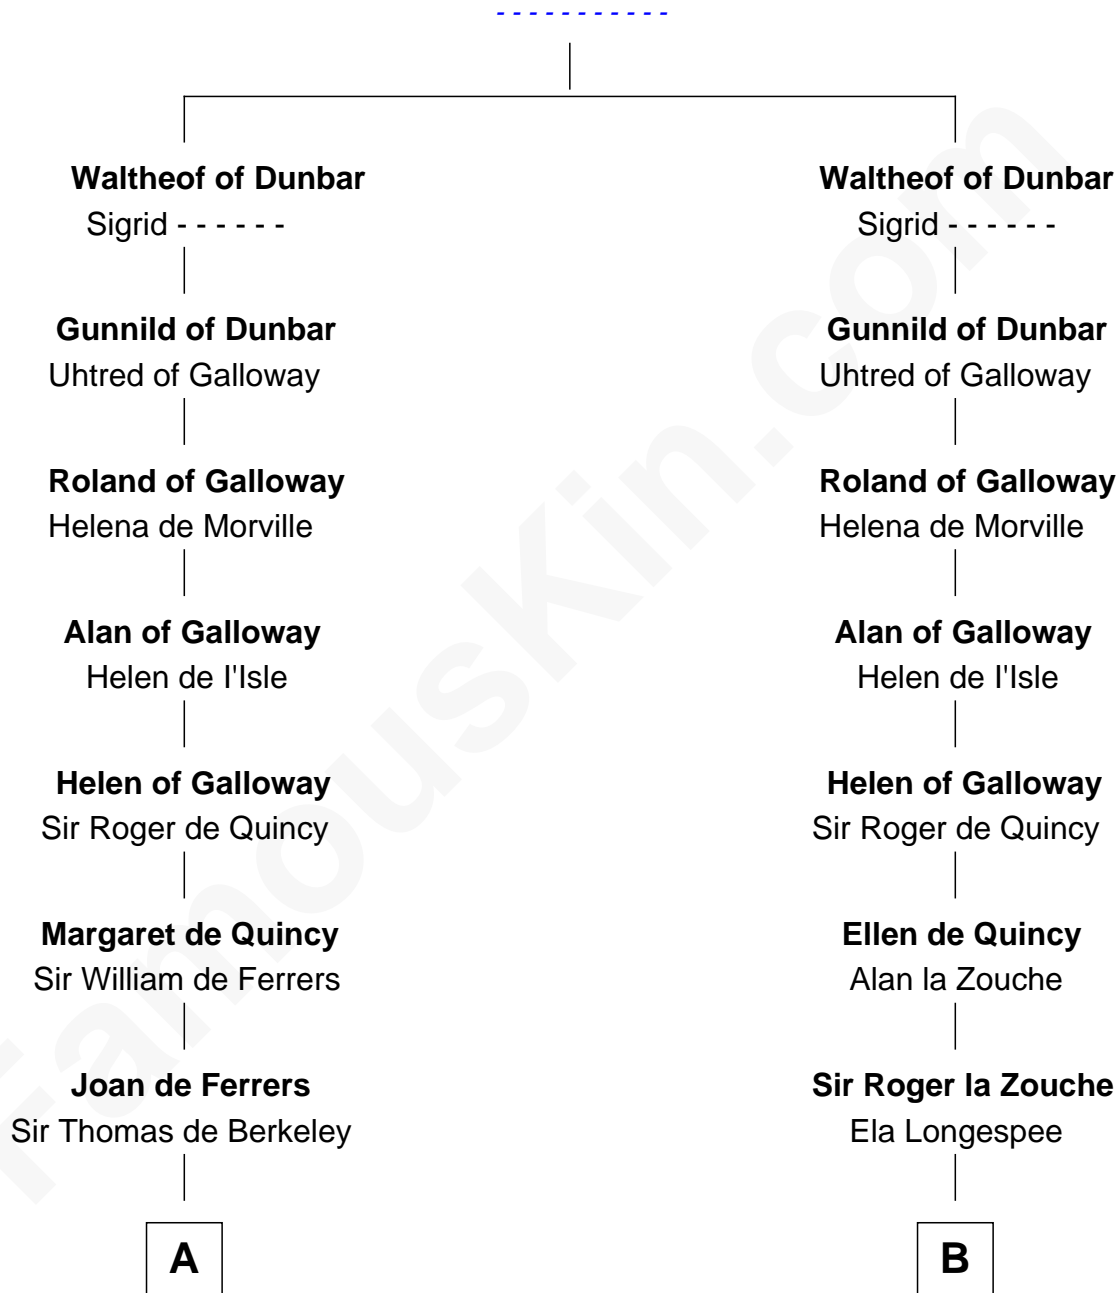 - - - - - - - - - - -
Waltheof of Dunbar
Sigrid - - - - - -
Gunnild of Dunbar
Uhtred of Galloway
Roland of Galloway
Helena de Morville
Alan of Galloway
Helen de I'Isle
Helen of Galloway
Sir Roger de Quincy
Margaret de Quincy
Sir William de Ferrers
Joan de Ferrers
Sir Thomas de Berkeley
A
Waltheof of Dunbar
Sigrid - - - - - -
Gunnild of Dunbar
Uhtred of Galloway
Roland of Galloway
Helena de Morville
Alan of Galloway
Helen de I'Isle
Helen of Galloway
Sir Roger de Quincy
Ellen de Quincy
Alan la Zouche
Sir Roger la Zouche
Ela Longespee
B
FamousKin.com